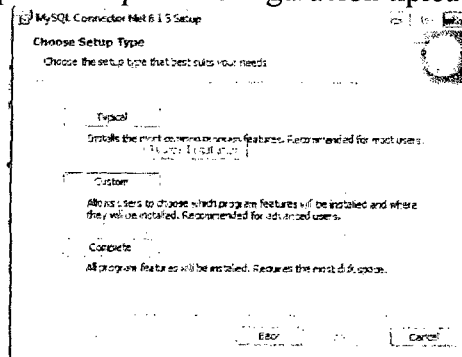 MySQL Connector Net 6.1.3 Setup
Choose Setup Type
Choose the setup type that best suits your needs
Typical
Installs the most common program features. Recommended for most users.
Custom
Allows users to choose which program features will be installed and where
they will be installed. Recommended for advanced users.
Complete
All program features will be installed. Requires the most disk space.
Back
Cancel